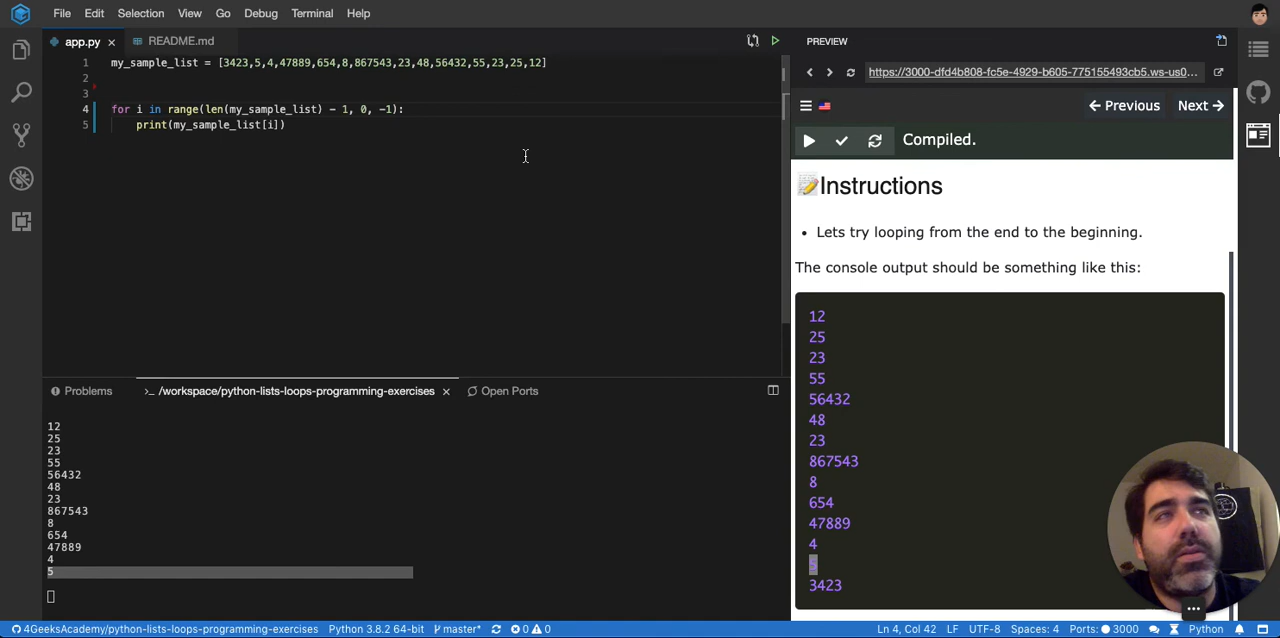 File Edit Selection View Go Debug Terminal Help
app.py × README.md
PREVIEW
1 my_sample_list = [3423,5,4,47889,654,8,867543,23,48,56432,55,23,25,12]
2
3
4 for i in range(len(my_sample_list) - 1, 0, -1):
5 print(my_sample_list[i])
https://3000-dfd4b808-fc5e-4929-b605-775155493cb5.ws-us0...
← Previous Next →
Compiled.
📝Instructions
• Lets try looping from the end to the beginning.
The console output should be something like this:
12
25
23
55
56432
48
23
867543
8
654
47889
4
5
3423
Problems >_ /workspace/python-lists-loops-programming-exercises × Open Ports
12
25
23
55
56432
48
23
867543
8
654
47889
4
5
4GeeksAcademy/python-lists-loops-programming-exercises Python 3.8.2 64-bit master* 0 0 Ln 4, Col 42 LF UTF-8 Spaces: 4 Ports: 3000 Python